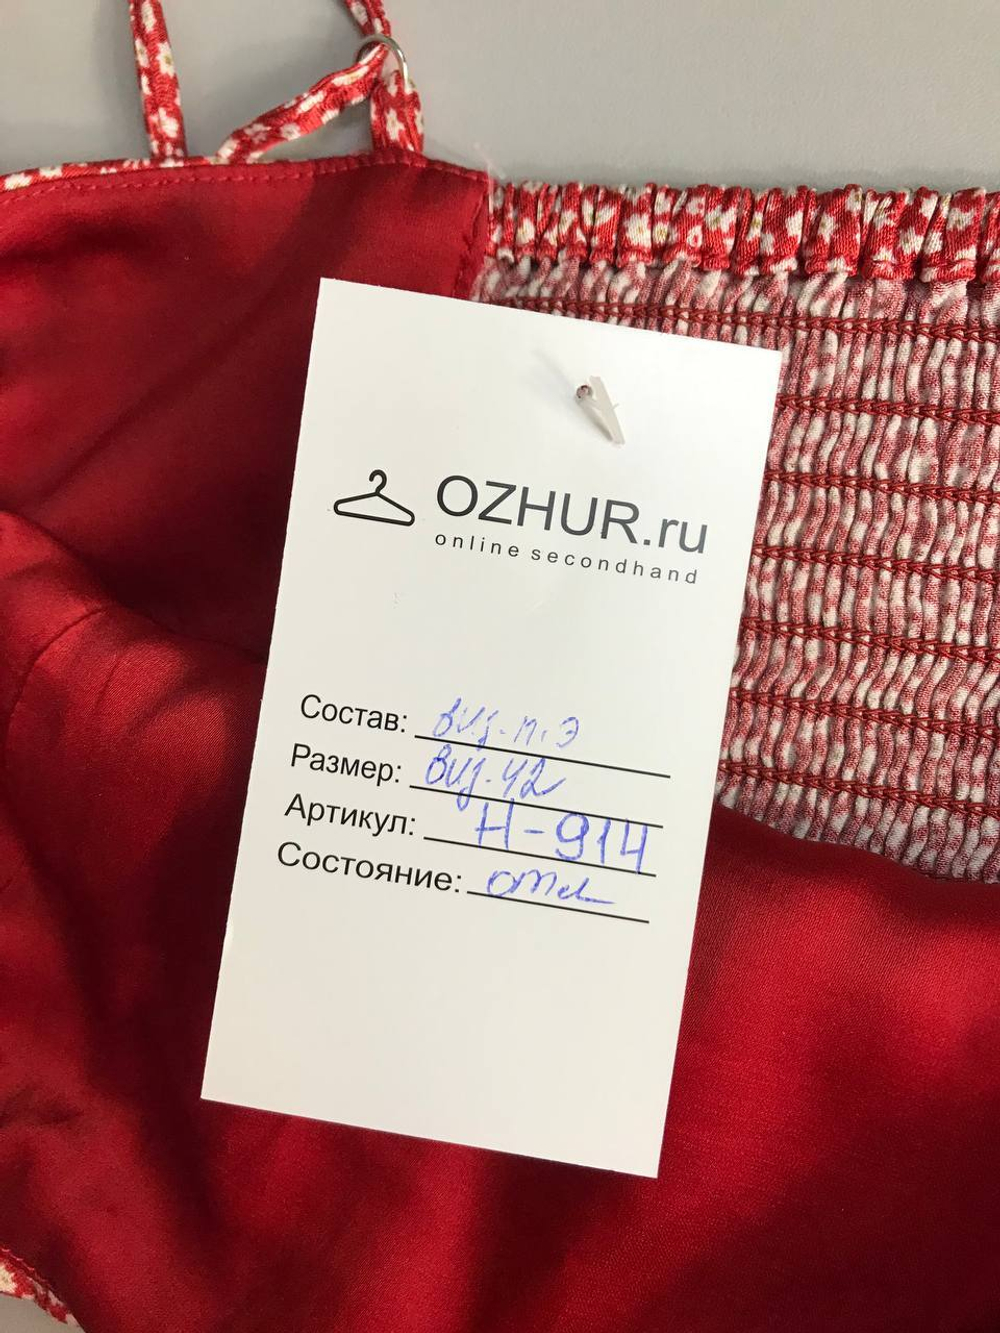 OZHUR.ru
online secondhand
Состав: виз. п. э
Размер: виз. 42
Артикул: Н-914
Состояние: отл